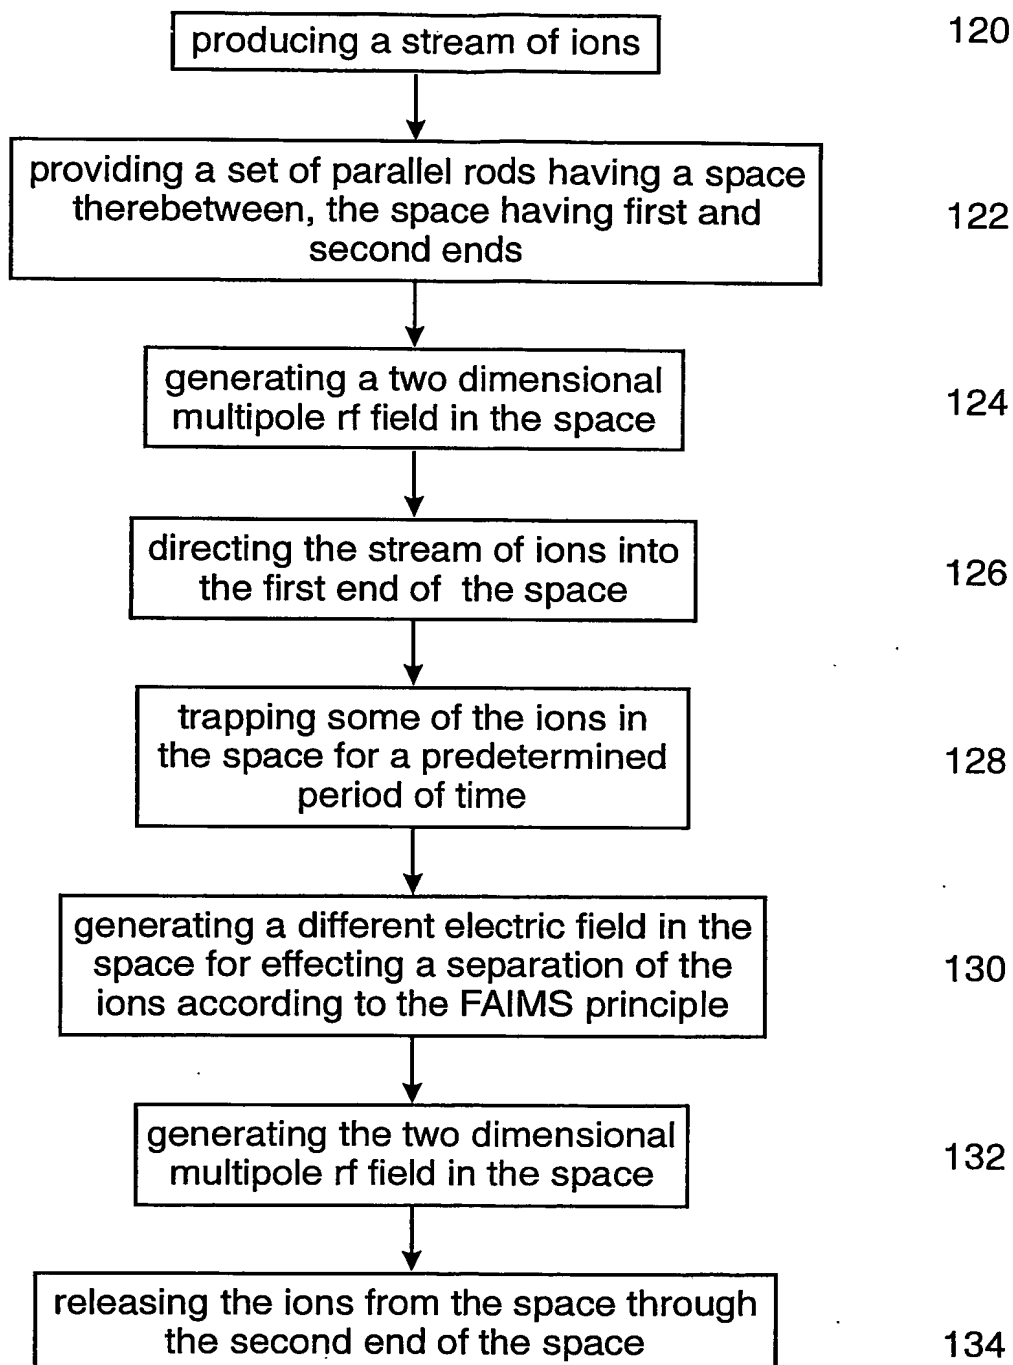 producing a stream of ions
120
providing a set of parallel rods having a space
therebetween, the space having first and
second ends
122
generating a two dimensional
multipole rf field in the space
124
directing the stream of ions into
the first end of the space
126
trapping some of the ions in
the space for a predetermined
period of time
128
generating a different electric field in the
space for effecting a separation of the
ions according to the FAIMS principle
130
generating the two dimensional
multipole rf field in the space
132
releasing the ions from the space through
the second end of the space
134